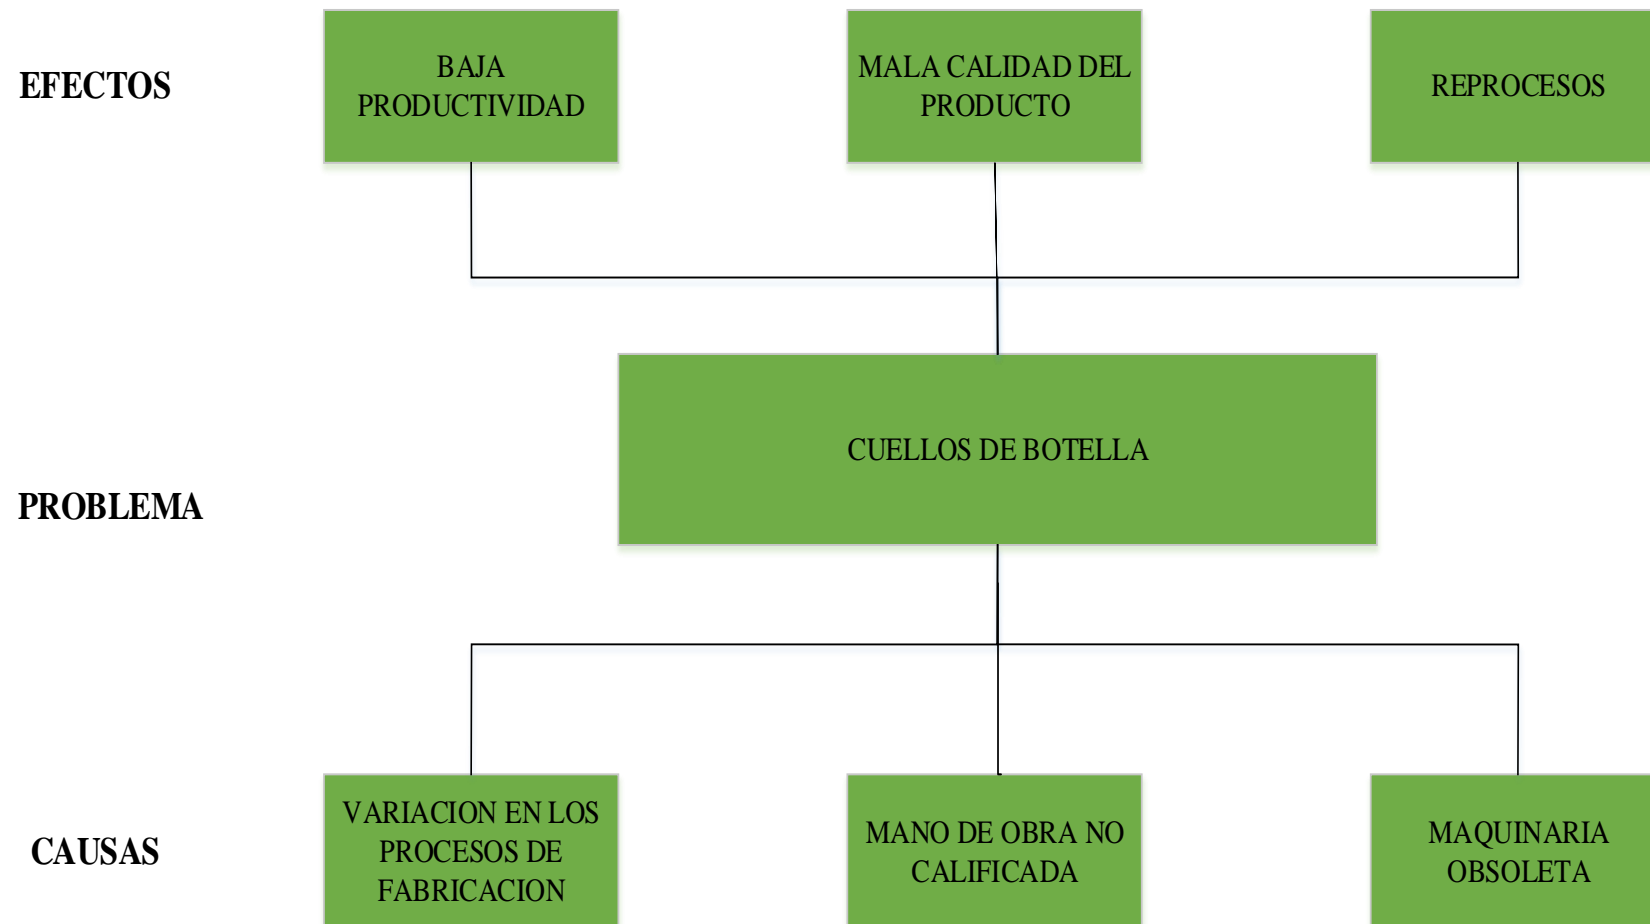 EFECTOS
BAJA
PRODUCTIVIDAD
MALA CALIDAD DEL
PRODUCTO
REPROCESOS
PROBLEMA
CUELLOS DE BOTELLA
CAUSAS
VARIACION EN LOS
PROCESOS DE
FABRICACION
MANO DE OBRA NO
CALIFICADA
MAQUINARIA
OBSOLETA